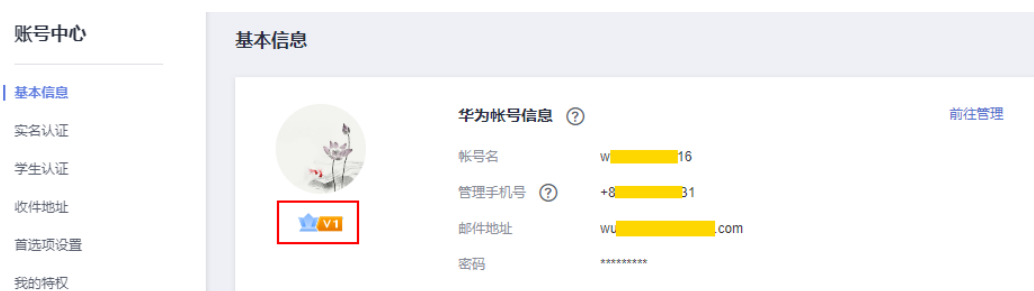 账号中心
基本信息
实名认证
学生认证
收件地址
首选项设置
我的特权
基本信息
V1
华为帐号信息 ?
前往管理
帐号名 w 16
管理手机号 ? +8 31
邮件地址 wu .com
密码 *********